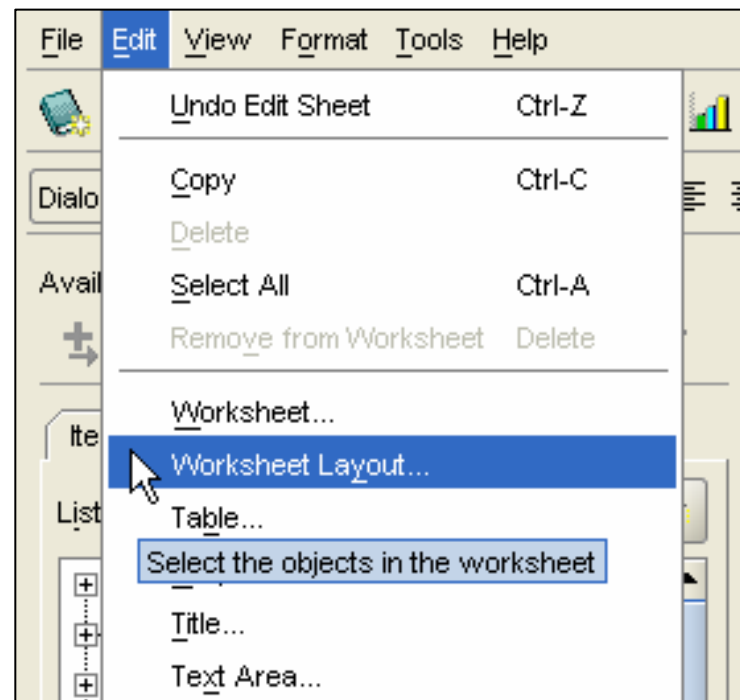 File Edit View Format Tools Help
Undo Edit Sheet Ctrl-Z
Copy Ctrl-C
Dialo
Delete
Avail
Select All Ctrl-A
Remove from Worksheet Delete
Worksheet...
Ite
Worksheet Layout...
List
Table...
Select the objects in the worksheet
Title...
Text Area...